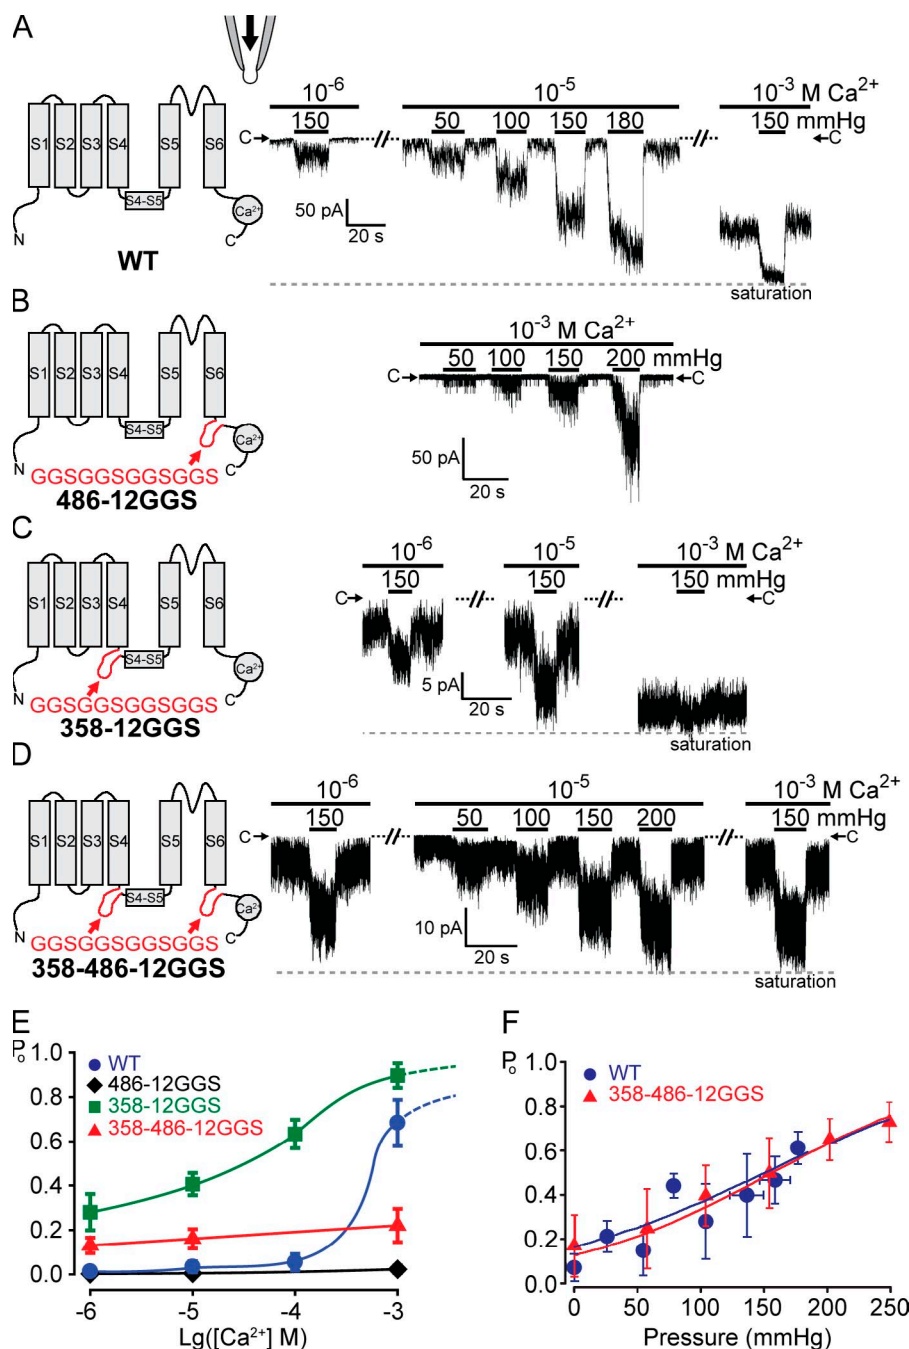 A
10⁻⁶ 10⁻⁵ 10⁻³ M Ca²⁺
150 50 100 150 180 150 mmHg
C C
S1 S2 S3 S4 S5 S6
S4-S5 Ca²⁺
N C
50 pA
20 s
WT
saturation
B
10⁻³ M Ca²⁺
50 100 150 200 mmHg
C C
S1 S2 S3 S4 S5 S6
S4-S5 Ca²⁺
N C
GGSGGSGGSGGS
486-12GGS
50 pA
20 s
C
10⁻⁶ 10⁻⁵ 10⁻³ M Ca²⁺
150 150 150 mmHg
C C
S1 S2 S3 S4 S5 S6
S4-S5 Ca²⁺
N C
GGSGGSGGSGGS
358-12GGS
5 pA
20 s
saturation
D
10⁻⁶ 10⁻⁵ 10⁻³ M Ca²⁺
150 50 100 150 200 150 mmHg
C C
S1 S2 S3 S4 S5 S6
S4-S5 Ca²⁺
N C
GGSGGSGGSGGS
358-486-12GGS
10 pA
20 s
saturation
E
Pₒ
1.0
0.8
0.6
0.4
0.2
0.0
WT
486-12GGS
358-12GGS
358-486-12GGS
-6 -5 -4 -3
Lg([Ca²⁺] M)
F
Pₒ
1.0
0.8
0.6
0.4
0.2
0.0
WT
358-486-12GGS
0 50 100 150 200 250
Pressure (mmHg)